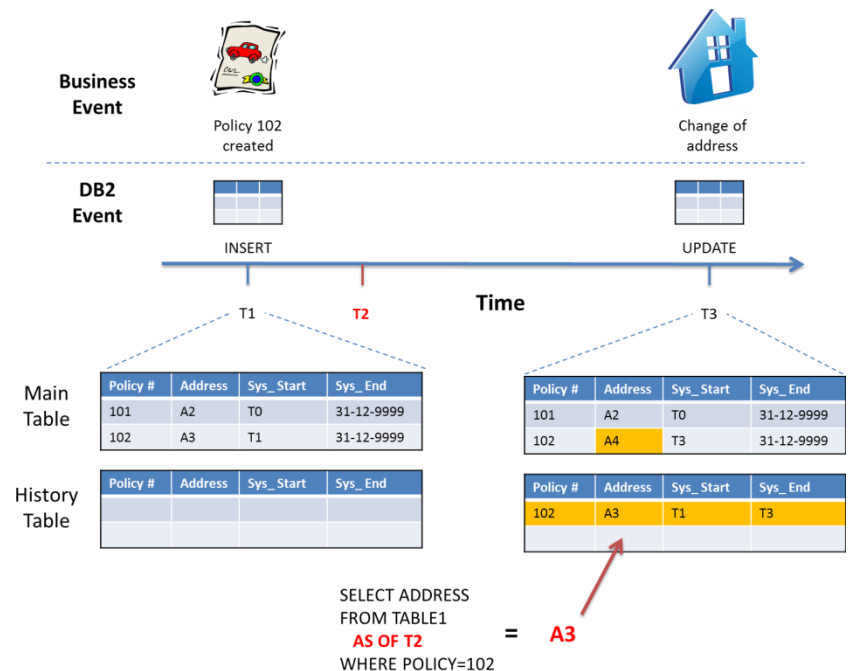 Business
Event
Policy 102
created
Change of
address
DB2
Event
INSERT
UPDATE
T1
T2
Time
T3
Main
Table
Policy # Address Sys_Start Sys_End
101 A2 T0 31-12-9999
102 A3 T1 31-12-9999
Policy # Address Sys_Start Sys_End
101 A2 T0 31-12-9999
102 A4 T3 31-12-9999
History
Table
Policy # Address Sys_Start Sys_End
Policy # Address Sys_Start Sys_End
102 A3 T1 T3
SELECT ADDRESS
FROM TABLE1
AS OF T2 = A3
WHERE POLICY=102